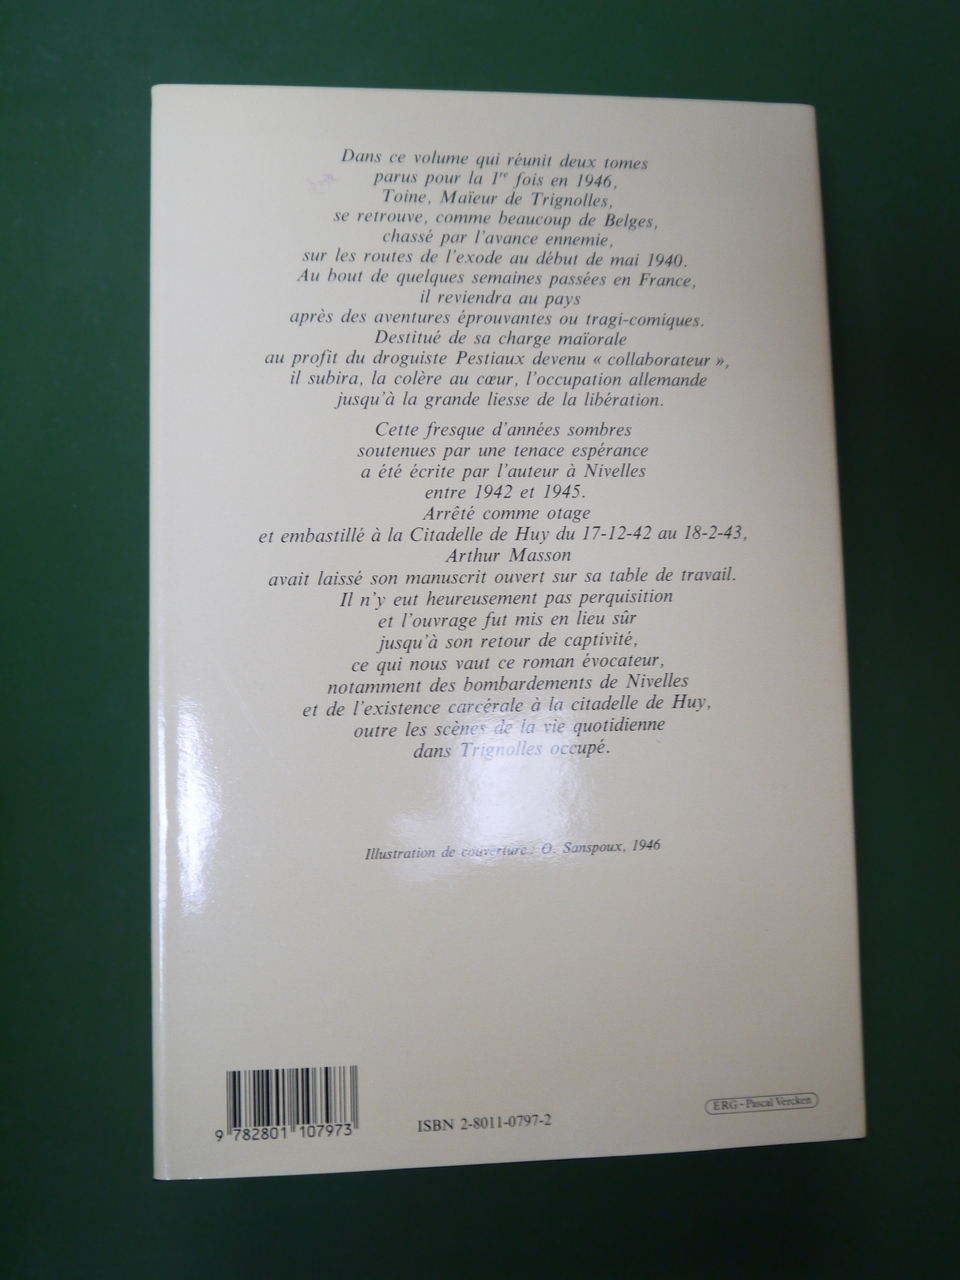 Dans ce volume qui réunit deux tomes
parus pour la 1re fois en 1946,
Toine, Maïeur de Trignolles,
se retrouve, comme beaucoup de Belges,
chassé par l'avance ennemie,
sur les routes de l'exode au début de mai 1940.
Au bout de quelques semaines passées en France,
il reviendra au pays
après des aventures éprouvantes ou tragi-comiques.
Destitué de sa charge maïorale
au profit du droguiste Pestiaux devenu « collaborateur »,
il subira, la colère au cœur, l'occupation allemande
jusqu'à la grande liesse de la libération.
Cette fresque d'années sombres
soutenues par une tenace espérance
a été écrite par l'auteur à Nivelles
entre 1942 et 1945.
Arrêté comme otage
et embastillé à la Citadelle de Huy du 17-12-42 au 18-2-43,
Arthur Masson
avait laissé son manuscrit ouvert sur sa table de travail.
Il n'y eut heureusement pas perquisition
et l'ouvrage fut mis en lieu sûr
jusqu'à son retour de captivité,
ce qui nous vaut ce roman évocateur,
notamment des bombardements de Nivelles
et de l'existence carcérale à la citadelle de Huy,
outre les scènes de la vie quotidienne
dans Trignolles occupé.
Illustration de couverture : O. Sanspoux, 1946
9 782801 107973
ISBN 2-8011-0797-2
ERG - Pascal Vercken